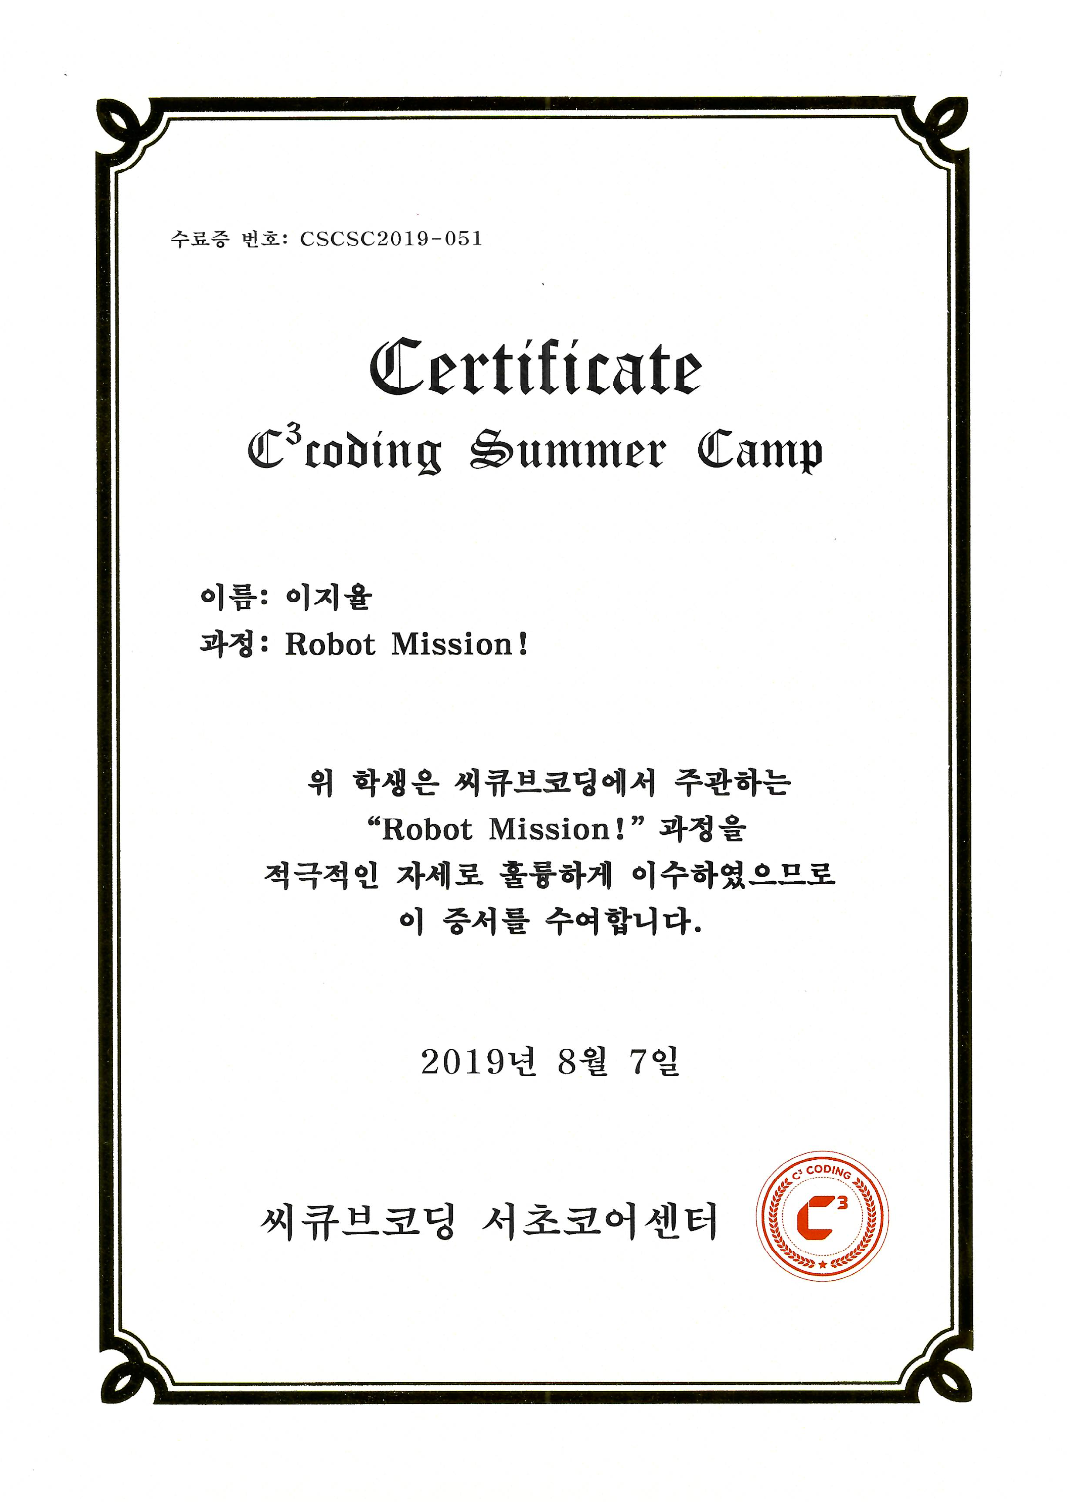 수료증 번호: CSCSC2019-051
Certificate
C³coding Summer Camp
이름: 이지율
과정: Robot Mission!
위 학생은 씨큐브코딩에서 주관하는
“Robot Mission!” 과정을
적극적인 자세로 훌륭하게 이수하였으므로
이 증서를 수여합니다.
2019년 8월 7일
씨큐브코딩 서초코어센터
C³ CODING
C³